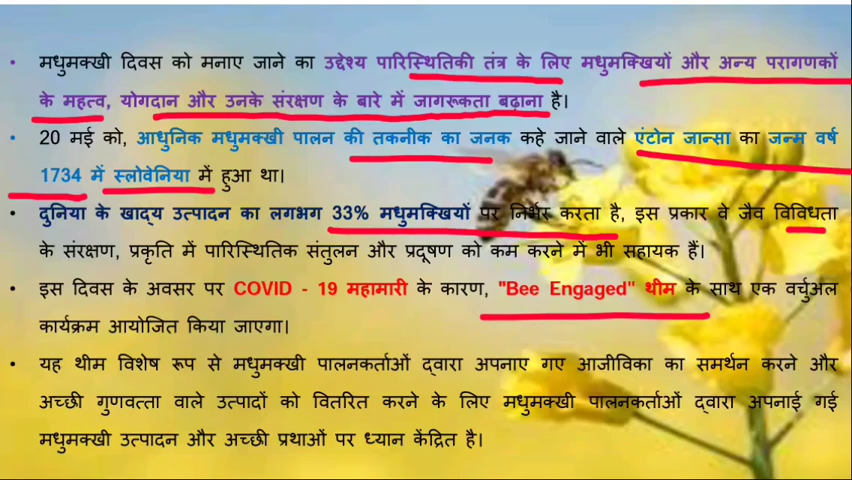 • मधुमक्खी दिवस को मनाए जाने का उद्देश्य पारिस्थितिकी तंत्र के लिए मधुमक्खियों और अन्य परागणकों
के महत्व, योगदान और उनके संरक्षण के बारे में जागरूकता बढ़ाना है।
• 20 मई को, आधुनिक मधुमक्खी पालन की तकनीक का जनक कहे जाने वाले एंटोन जान्सा का जन्म वर्ष
1734 में स्लोवेनिया में हुआ था।
• दुनिया के खाद्य उत्पादन का लगभग 33% मधुमक्खियों पर निर्भर करता है, इस प्रकार वे जैव विविधता
के संरक्षण, प्रकृति में पारिस्थितिक संतुलन और प्रदूषण को कम करने में भी सहायक हैं।
• इस दिवस के अवसर पर COVID - 19 महामारी के कारण, "Bee Engaged" थीम के साथ एक वर्चुअल
कार्यक्रम आयोजित किया जाएगा।
• यह थीम विशेष रूप से मधुमक्खी पालनकर्ताओं द्वारा अपनाए गए आजीविका का समर्थन करने और
अच्छी गुणवत्ता वाले उत्पादों को वितरित करने के लिए मधुमक्खी पालनकर्ताओं द्वारा अपनाई गई
मधुमक्खी उत्पादन और अच्छी प्रथाओं पर ध्यान केंद्रित है।